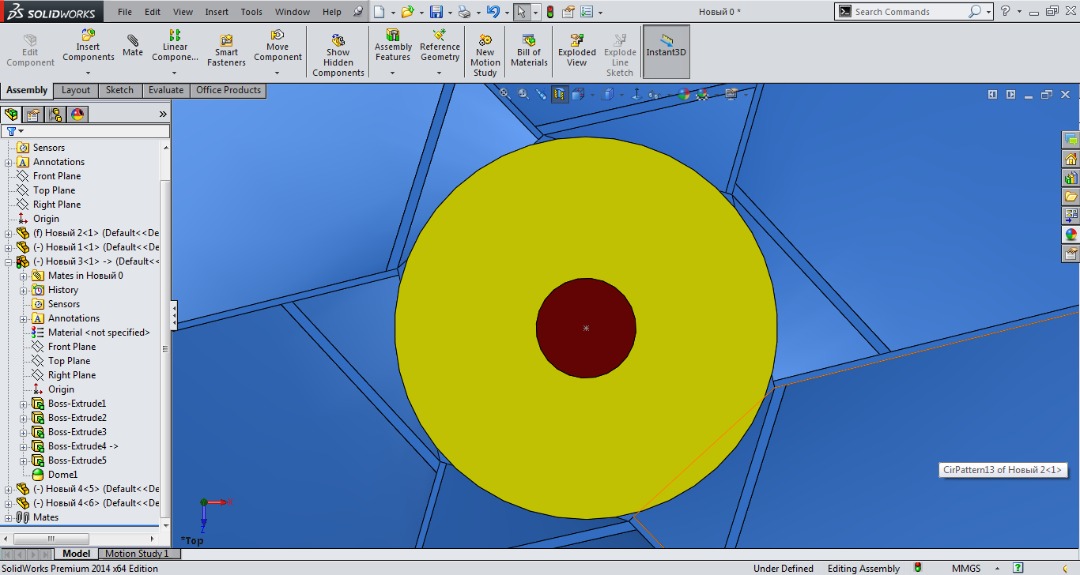 SOLIDWORKS File Edit View Insert Tools Window Help Новый 0 * Search Commands
Edit Component
Insert Components
Mate
Linear Compone...
Smart Fasteners
Move Component
Show Hidden Components
Assembly Features
Reference Geometry
New Motion Study
Bill of Materials
Exploded View
Explode Line Sketch
Instant3D
Assembly Layout Sketch Evaluate Office Products
Sensors
Annotations
Front Plane
Top Plane
Right Plane
Origin
(f) Новый 2<1> (Default<<De
(-) Новый 1<1> (Default<<De
(-) Новый 3<1> -> (Default<<
Mates in Новый 0
History
Sensors
Annotations
Material <not specified>
Front Plane
Top Plane
Right Plane
Origin
Boss-Extrude1
Boss-Extrude2
Boss-Extrude3
Boss-Extrude4 ->
Boss-Extrude5
Dome1
(-) Новый 4<5> (Default<<De
(-) Новый 4<6> (Default<<De
Mates
CirPattern13 of Новый 2<1>
*Top
Model Motion Study 1
SolidWorks Premium 2014 x64 Edition Under Defined Editing Assembly MMGS